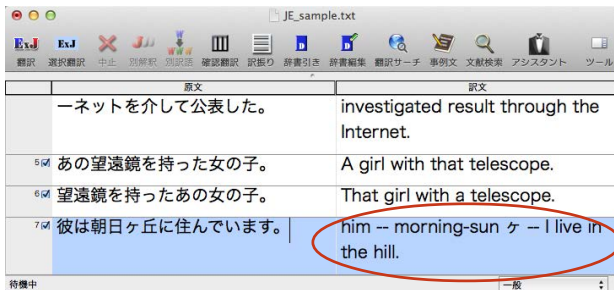 JE_sample.txt
翻訳 選択翻訳 中止 別解釈 別訳語 確認翻訳 訳振り 辞書引き 辞書編集 翻訳サーチ 事例文 文献検索 アシスタント ツール
原文 訳文
ーネットを介して公表した。 investigated result through the
Internet.
5 あの望遠鏡を持った女の子。 A girl with that telescope.
6 望遠鏡を持ったあの女の子。 That girl with a telescope.
7 彼は朝日ヶ丘に住んでいます。 him -- morning-sun ヶ -- I live in
the hill.
待機中 一般